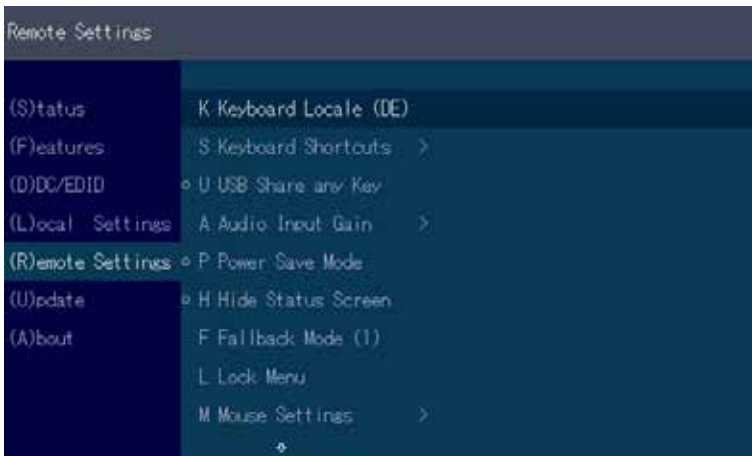 Remote Settings
(S)tatus
(F)eatures
(D)DC/EDID
(L)ocal Settings
(R)emote Settings
(U)pdate
(A)bout
K Keyboard Locale (DE)
S Keyboard Shortcuts >
U USB Share any Key
A Audio Input Gain >
P Power Save Mode
H Hide Status Screen
F Fallback Mode (1)
L Lock Menu
M Mouse Settings >